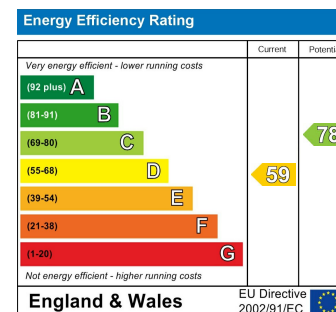 Energy Efficiency Rating
Current
Very energy efficient - lower running costs
(92 plus) A
(81-91) B
(69-80) C
78
(55-68) D
59
(39-54) E
(21-38) F
(1-20) G
Not energy efficient - higher running costs
England & Wales
EU Directive
2002/91/EC